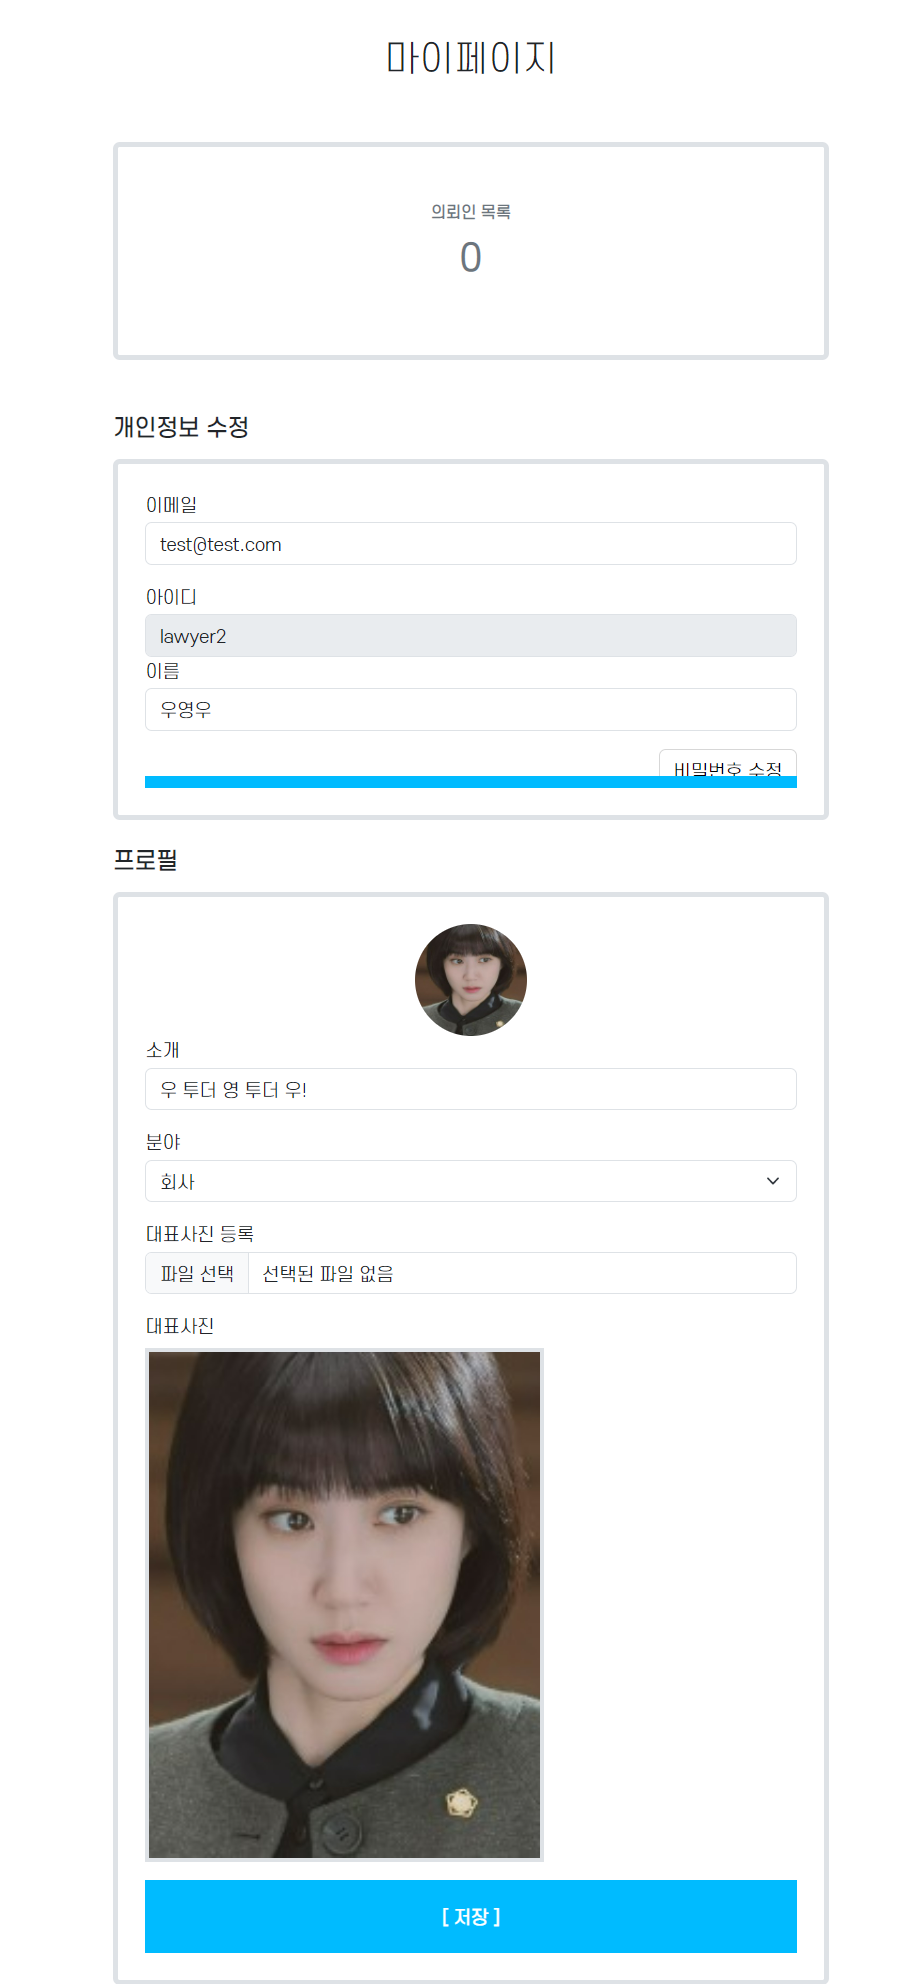 마이페이지
의뢰인 목록
0
개인정보 수정
이메일
test@test.com
아이디
lawyer2
이름
우영우
비밀번호 수정
프로필
소개
우 투더 영 투더 우!
분야
회사
대표사진 등록
파일 선택 선택된 파일 없음
대표사진
[ 저장 ]